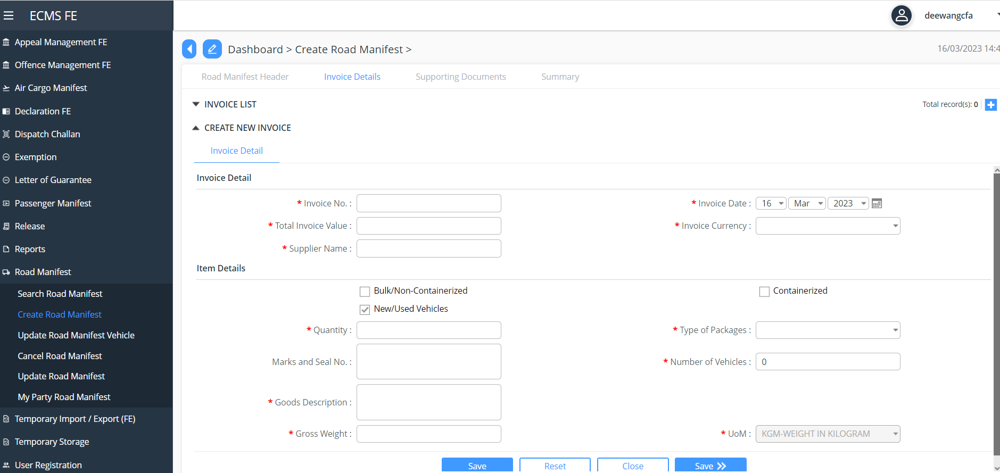 ECMS FE
deewangcfa
Appeal Management FE
Offence Management FE
Air Cargo Manifest
Declaration FE
Dispatch Challan
Exemption
Letter of Guarantee
Passenger Manifest
Release
Reports
Road Manifest
Search Road Manifest
Create Road Manifest
Update Road Manifest Vehicle
Cancel Road Manifest
Update Road Manifest
My Party Road Manifest
Temporary Import / Export (FE)
Temporary Storage
User Registration
Dashboard > Create Road Manifest >
16/03/2023 14:4
Road Manifest Header Invoice Details Supporting Documents Summary
INVOICE LIST
Total record(s): 0
CREATE NEW INVOICE
Invoice Detail
Invoice Detail
* Invoice No. :
* Invoice Date : 16 Mar 2023
* Total Invoice Value :
* Invoice Currency :
* Supplier Name :
Item Details
Bulk/Non-Containerized
Containerized
New/Used Vehicles
* Quantity :
* Type of Packages :
Marks and Seal No. :
* Number of Vehicles : 0
* Goods Description :
* Gross Weight :
* UoM : KGM-WEIGHT IN KILOGRAM
Save Reset Close Save